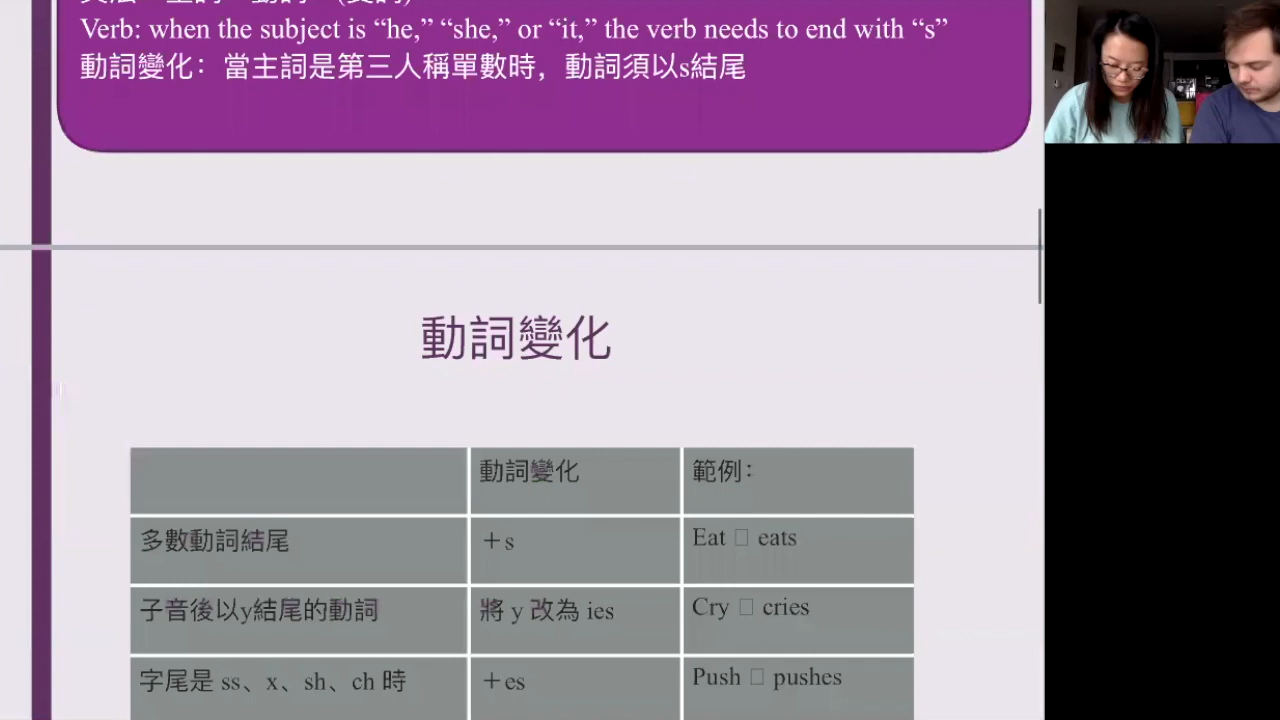 Verb: when the subject is “he,” “she,” or “it,” the verb needs to end with “s”
動詞變化：當主詞是第三人稱單數時，動詞須以s結尾
動詞變化
動詞變化 範例：
多數動詞結尾 ＋s Eat □ eats
子音後以y結尾的動詞 將 y 改為 ies Cry □ cries
字尾是 ss、x、sh、ch 時 ＋es Push □ pushes